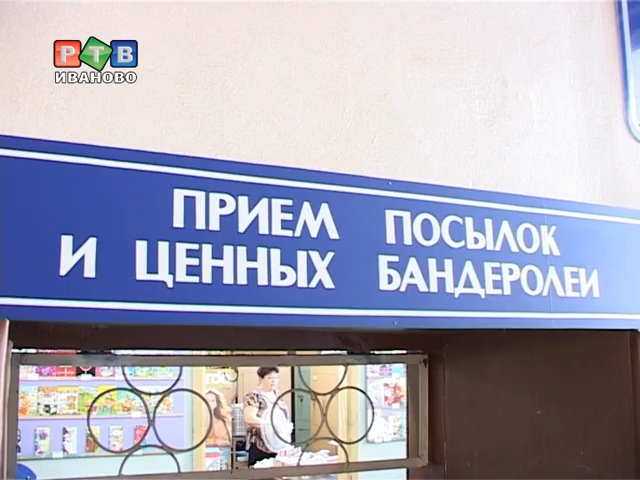 РТВ
ИВАНОВО
ПРИЕМ ПОСЫЛОК
И ЦЕННЫХ БАНДЕРОЛЕИ